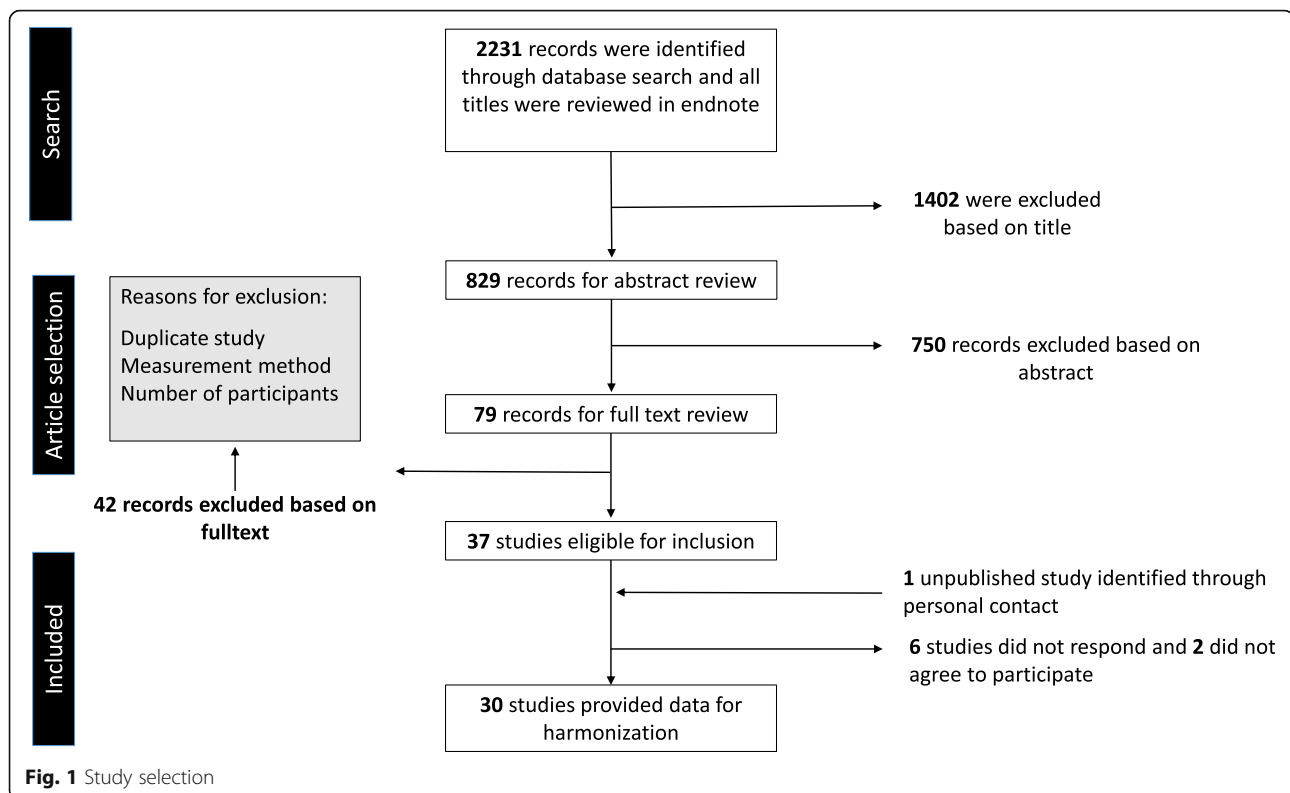 Search
2231 records were identified
through database search and all
titles were reviewed in endnote
1402 were excluded
based on title
Article selection
829 records for abstract review
Reasons for exclusion:
Duplicate study
Measurement method
Number of participants
750 records excluded based on
abstract
79 records for full text review
42 records excluded based on
fulltext
37 studies eligible for inclusion
Included
1 unpublished study identified through
personal contact
6 studies did not respond and 2 did not
agree to participate
30 studies provided data for
harmonization
Fig. 1 Study selection